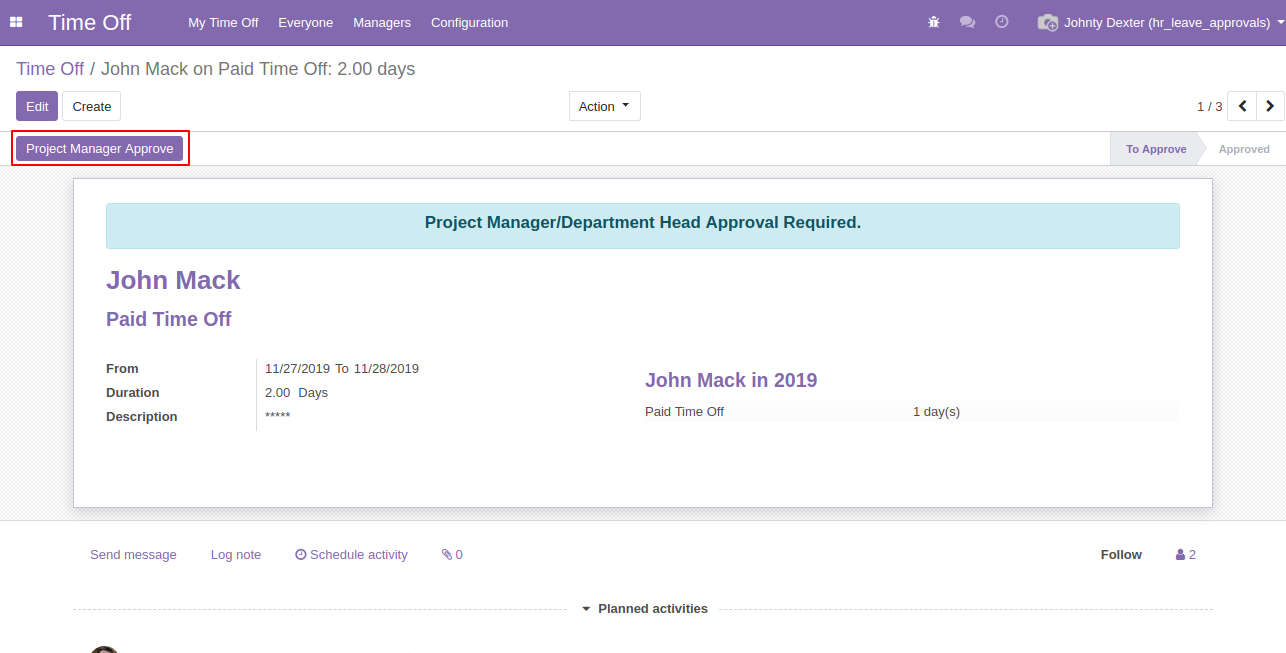 Time Off My Time Off Everyone Managers Configuration Johnty Dexter (hr_leave_approvals)
Time Off / John Mack on Paid Time Off: 2.00 days
Edit Create Action 1 / 3
Project Manager Approve To Approve Approved
Project Manager/Department Head Approval Required.
John Mack
Paid Time Off
From 11/27/2019 To 11/28/2019
Duration 2.00 Days
Description *****
John Mack in 2019
Paid Time Off 1 day(s)
Send message Log note Schedule activity 0 Follow 2
Planned activities